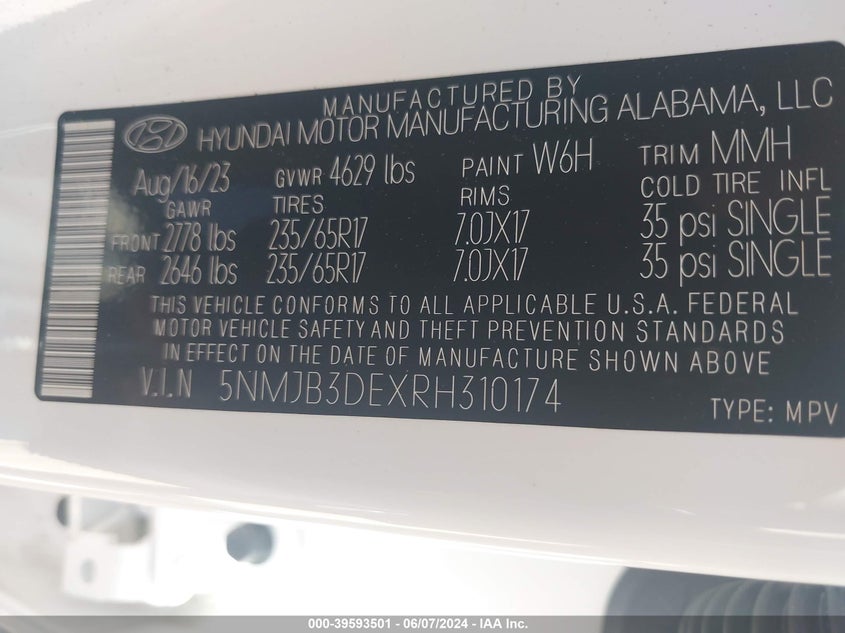 MANUFACTURED BY
HYUNDAI MOTOR MANUFACTURING ALABAMA, LLC
Aug/16/23 GVWR 4629 lbs PAINT W6H TRIM MMH
GAWR TIRES RIMS COLD TIRE INFL
FRONT 2778 lbs 235/65R17 7.0JX17 35 psi SINGLE
REAR 2646 lbs 235/65R17 7.0JX17 35 psi SINGLE
THIS VEHICLE CONFORMS TO ALL APPLICABLE U.S.A. FEDERAL
MOTOR VEHICLE SAFETY AND THEFT PREVENTION STANDARDS
IN EFFECT ON THE DATE OF MANUFACTURE SHOWN ABOVE
V.I.N 5NMJB3DEXRH310174 TYPE: MPV
000-39593501 - 06/07/2024 - IAA Inc.